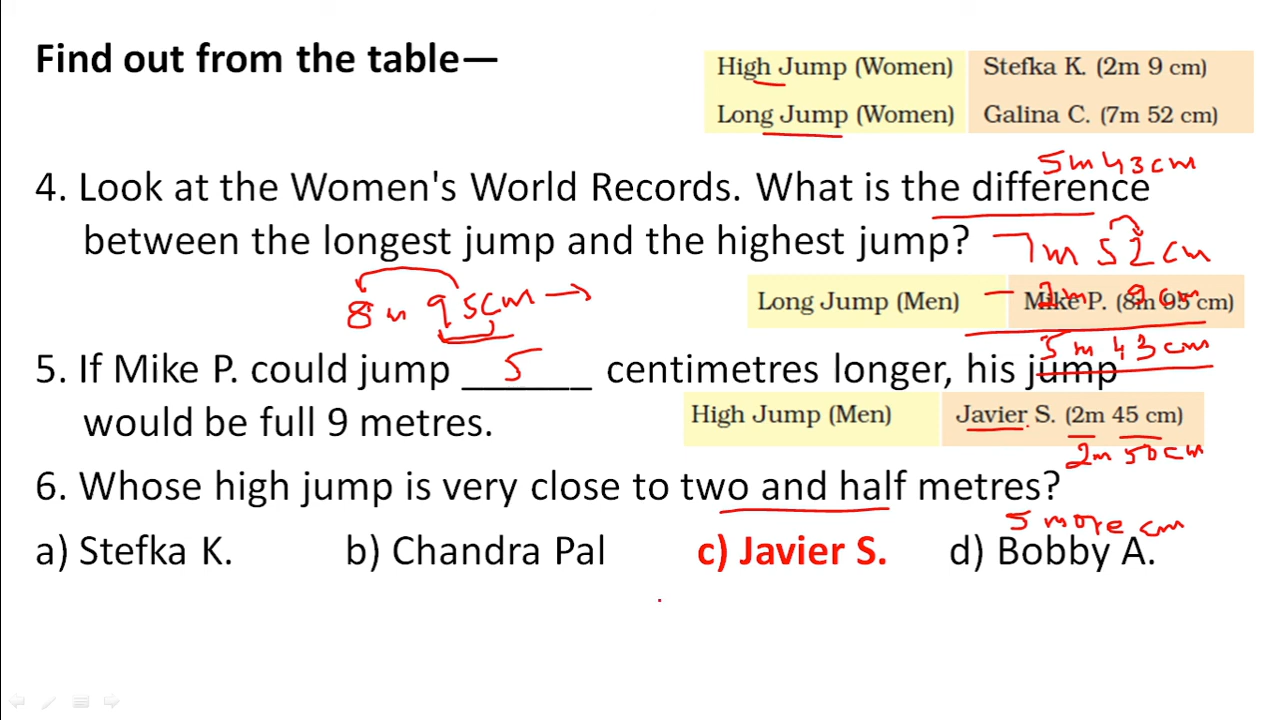 Find out from the table—
High Jump (Women) Stefka K. (2m 9 cm)
Long Jump (Women) Galina C. (7m 52 cm)
5m 43cm
4. Look at the Women's World Records. What is the difference
between the longest jump and the highest jump?
7m 52cm
- 2m 9cm
5m 43cm
8m 95cm →
Long Jump (Men) Mike P. (8m 95 cm)
5. If Mike P. could jump 5 centimetres longer, his jump
would be full 9 metres.
High Jump (Men) Javier S. (2m 45 cm)
2m 50cm
6. Whose high jump is very close to two and half metres?
5 more cm
a) Stefka K. b) Chandra Pal c) Javier S. d) Bobby A.